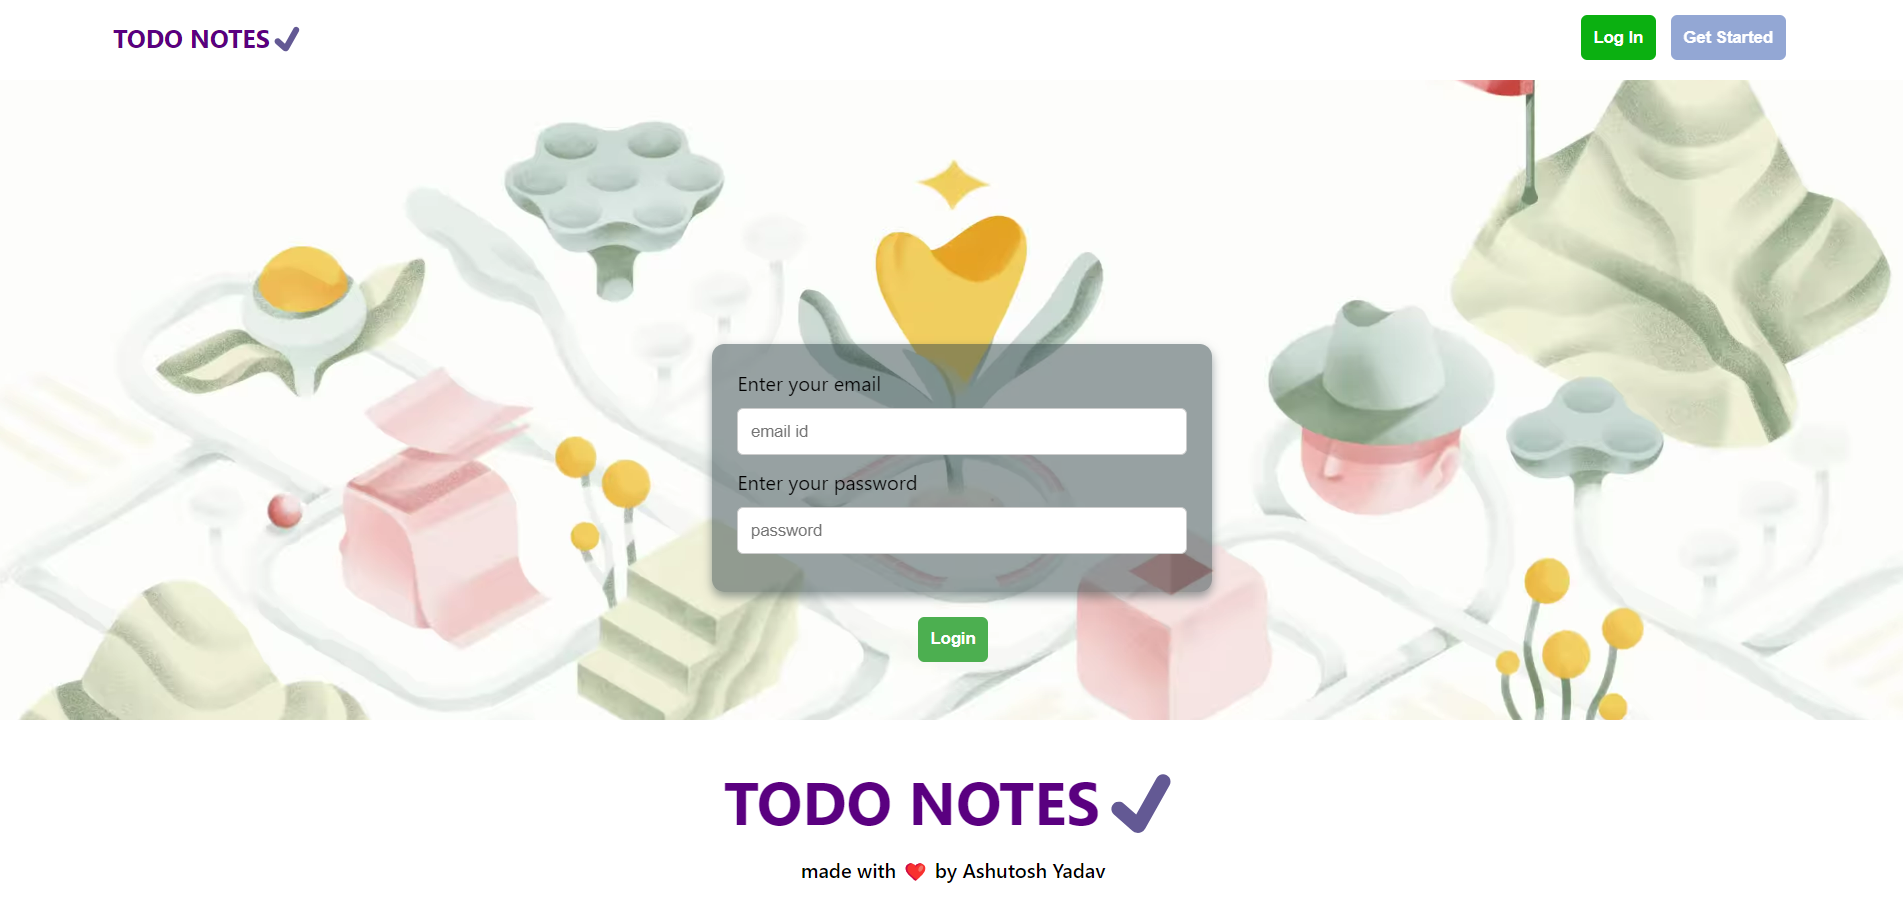 TODO NOTES
Log In
Get Started
Enter your email
email id
Enter your password
password
Login
TODO NOTES
made with ❤️ by Ashutosh Yadav